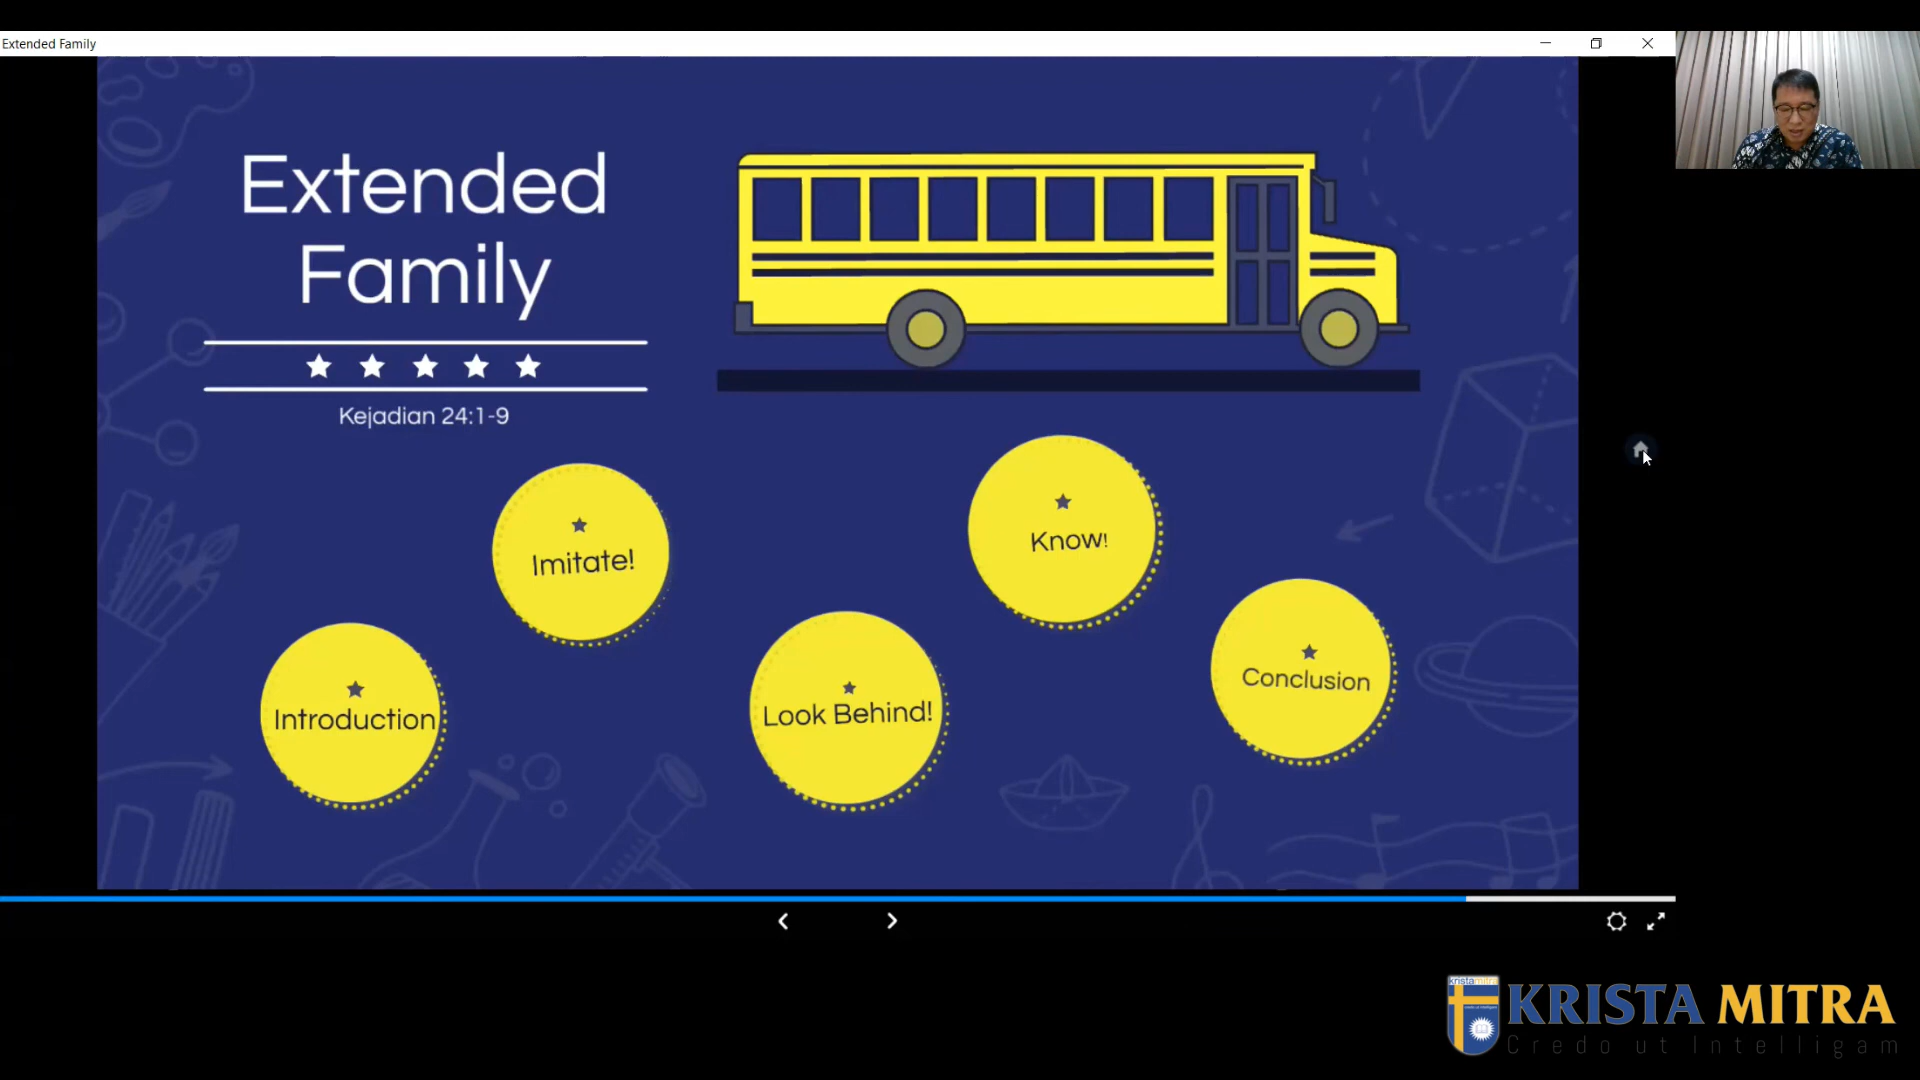 Extended Family
Extended
Family
Kejadian 24:1-9
Imitate!
Know!
Introduction
Look Behind!
Conclusion
kristamitra
KRISTA MITRA
Credo ut Intelligam